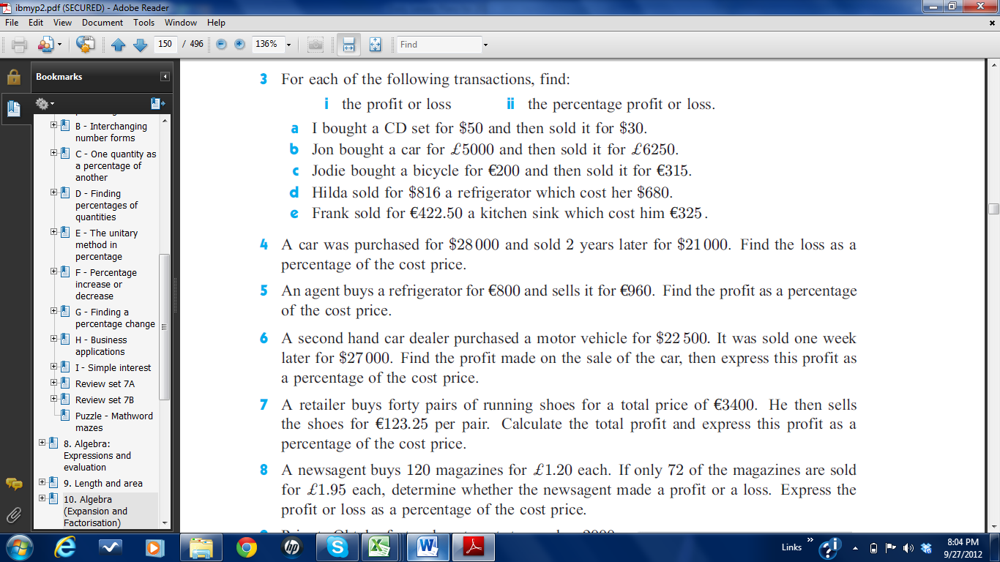 ibmyp2.pdf (SECURED) - Adobe Reader
File Edit View Document Tools Window Help
150 / 496 136% Find
Bookmarks
B - Interchanging
number forms
C - One quantity as
a percentage of
another
D - Finding
percentages of
quantities
E - The unitary
method in
percentage
F - Percentage
increase or
decrease
G - Finding a
percentage change
H - Business
applications
I - Simple interest
Review set 7A
Review set 7B
Puzzle - Mathword
mazes
8. Algebra:
Expressions and
evaluation
9. Length and area
10. Algebra
(Expansion and
Factorisation)
3 For each of the following transactions, find:
i the profit or loss ii the percentage profit or loss.
a I bought a CD set for $50 and then sold it for $30.
b Jon bought a car for £5000 and then sold it for £6250.
c Jodie bought a bicycle for €200 and then sold it for €315.
d Hilda sold for $816 a refrigerator which cost her $680.
e Frank sold for €422.50 a kitchen sink which cost him €325.
4 A car was purchased for $28 000 and sold 2 years later for $21 000. Find the loss as a
percentage of the cost price.
5 An agent buys a refrigerator for €800 and sells it for €960. Find the profit as a percentage
of the cost price.
6 A second hand car dealer purchased a motor vehicle for $22 500. It was sold one week
later for $27 000. Find the profit made on the sale of the car, then express this profit as
a percentage of the cost price.
7 A retailer buys forty pairs of running shoes for a total price of €3400. He then sells
the shoes for €123.25 per pair. Calculate the total profit and express this profit as a
percentage of the cost price.
8 A newsagent buys 120 magazines for £1.20 each. If only 72 of the magazines are sold
for £1.95 each, determine whether the newsagent made a profit or a loss. Express the
profit or loss as a percentage of the cost price.
hp
Links
8:04 PM
9/27/2012